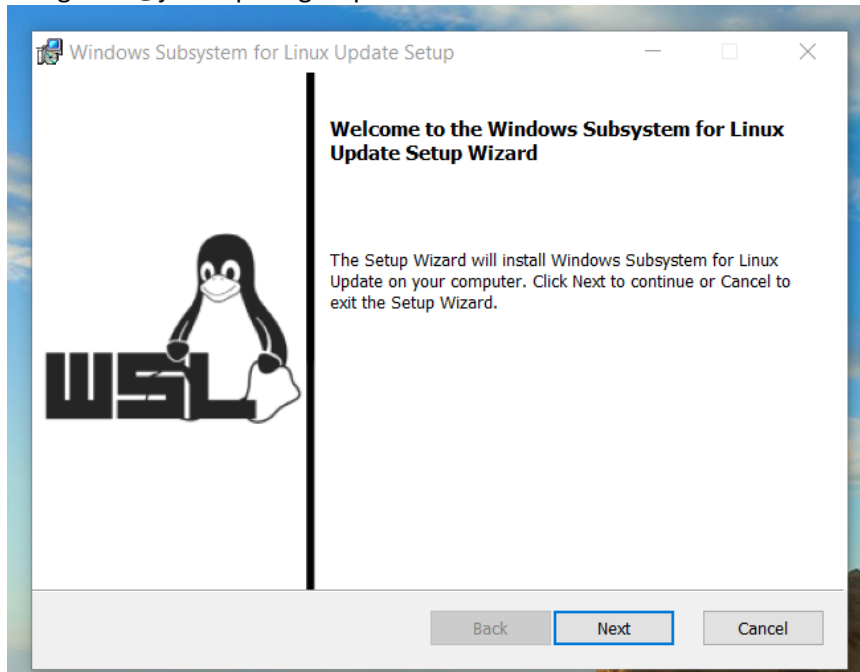 Windows Subsystem for Linux Update Setup
Welcome to the Windows Subsystem for Linux
Update Setup Wizard
The Setup Wizard will install Windows Subsystem for Linux
Update on your computer. Click Next to continue or Cancel to
exit the Setup Wizard.
WSL
Back Next Cancel